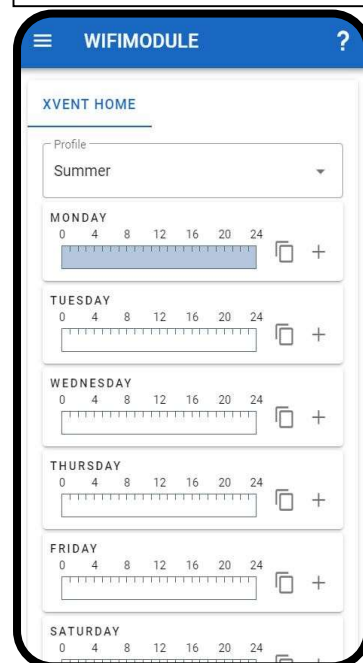 WIFIMODULE ?
XVENT HOME
Profile
Summer
MONDAY
0 4 8 12 16 20 24
+
TUESDAY
0 4 8 12 16 20 24
+
WEDNESDAY
0 4 8 12 16 20 24
+
THURSDAY
0 4 8 12 16 20 24
+
FRIDAY
0 4 8 12 16 20 24
+
SATURDAY
0 4 8 12 16 20 24